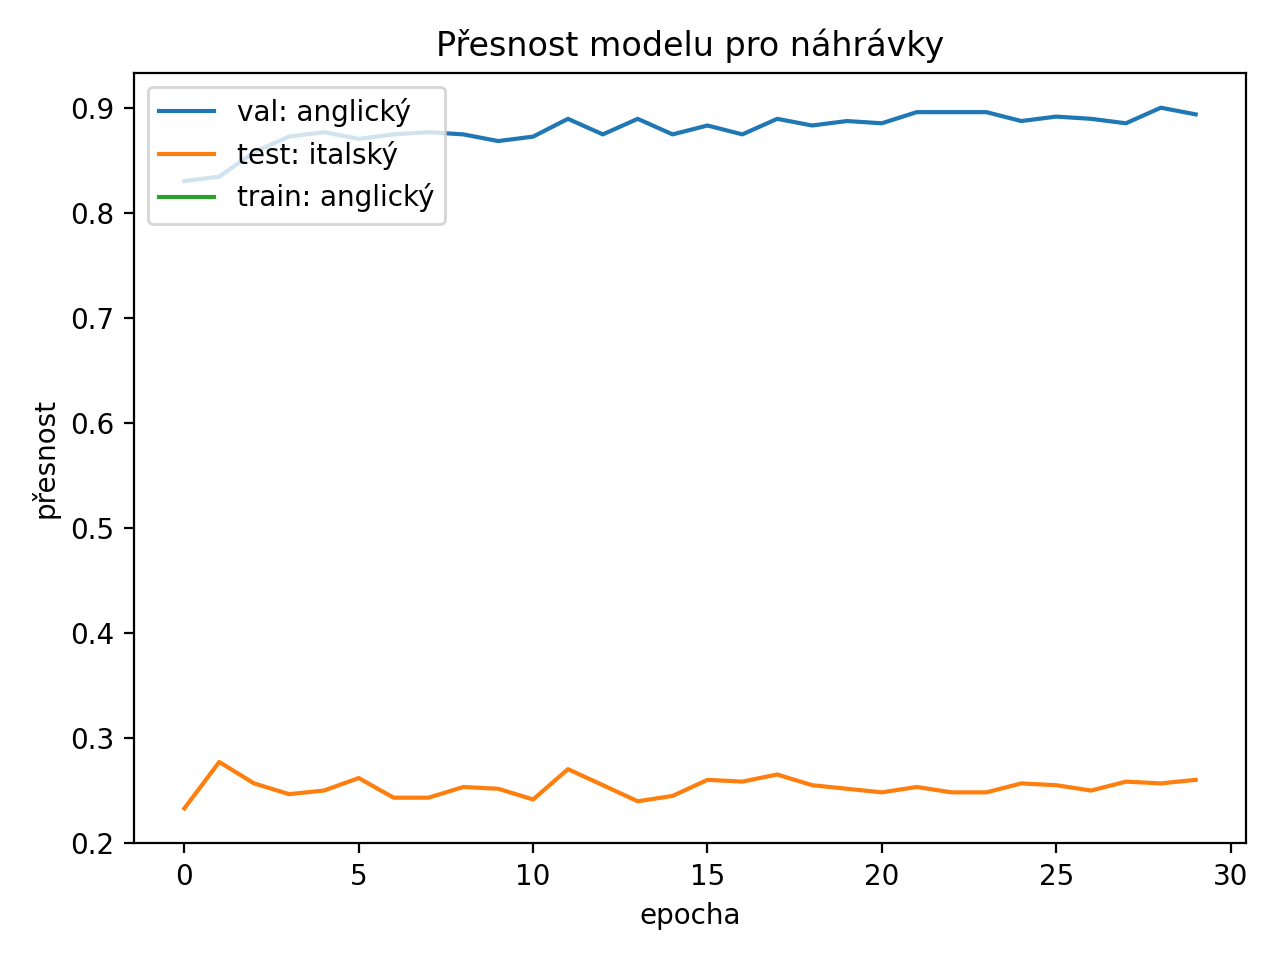 Přesnost modelu pro náhrávky
val: anglický
test: italský
train: anglický
0.9
0.8
0.7
0.6
0.5
0.4
0.3
0.2
přesnost
0 5 10 15 20 25 30
epocha